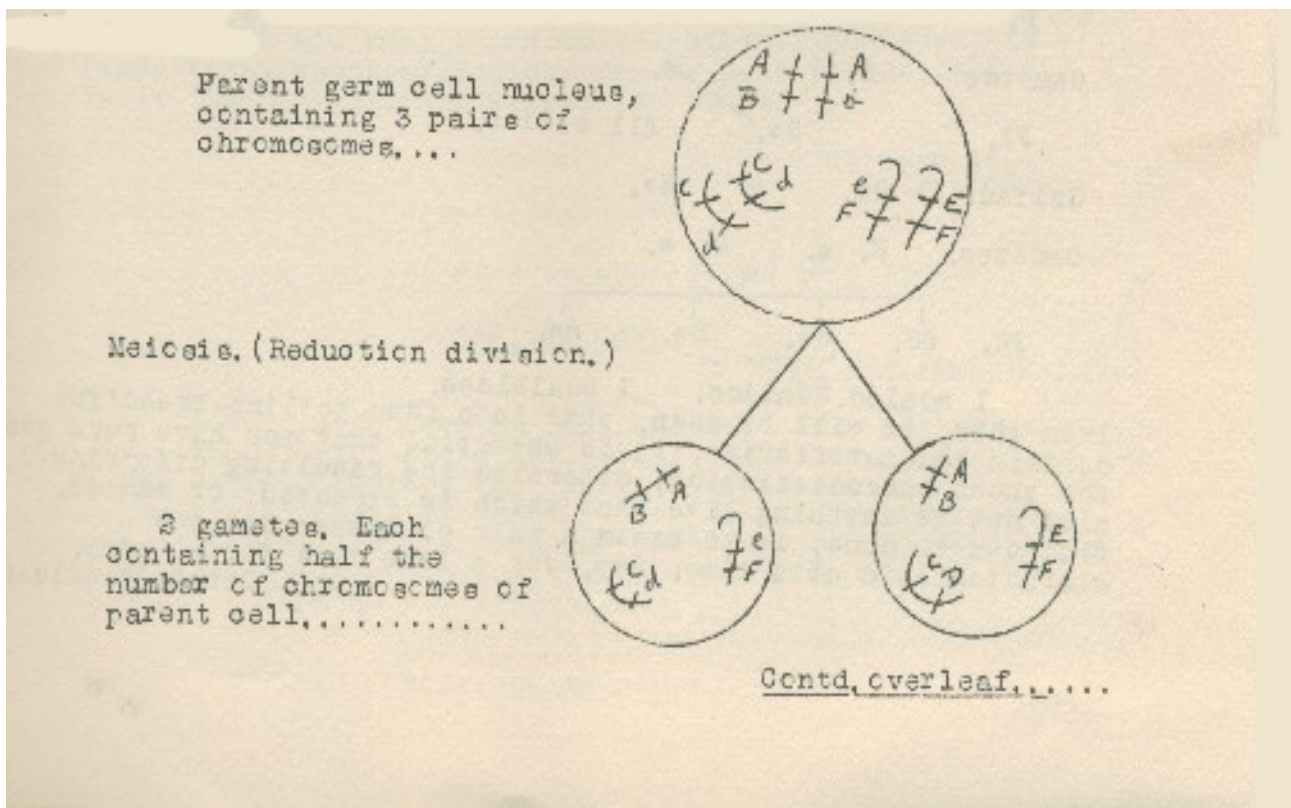 A A
B b
Parent germ cell nucleus,
containing 3 pairs of
chromosomes....
C c d
d
e E
F F
Meiosis.(Reduction division.)
A
B
e
F
c d
A
B
E
F
c D
2 gametes. Each
containing half the
number of chromosomes of
parent cell............
Contd.overleaf......